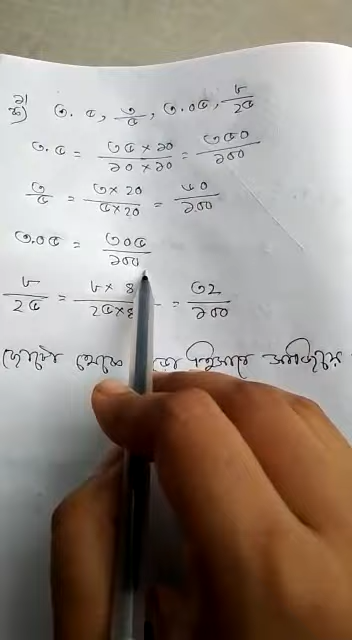 ক) ৩.৫, ৩/৫, ৩.০৫, ৮/২৫
৩.৫ = ৩৫ × ১০/১০ × ১০ = ৩৫০/১০০
৩/৫ = ৩ × ২০/৫ × ২০ = ৬০/১০০
৩.০৫ = ৩০৫/১০০
৮/২৫ = ৮ × ৪/২৫ × ৪ = ৩২/১০০
ছোটো থেকে সাজিয়ে